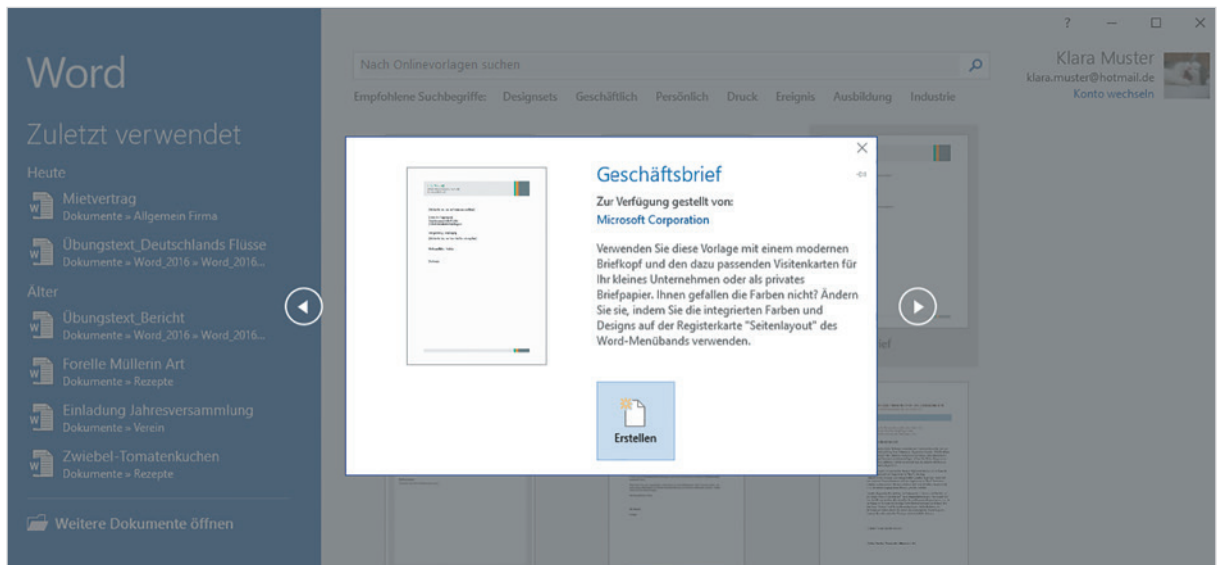 ?
Word
Nach Onlinevorlagen suchen
Klara Muster
klara.muster@hotmail.de
Konto wechseln
Empfohlene Suchbegriffe: Designsets Geschäftlich Persönlich Druck Ereignis Ausbildung Industrie
Zuletzt verwendet
Heute
Mietvertrag
Dokumente » Allgemein Firma
Übungstext_Deutschlands Flüsse
Dokumente » Word_2016 » Word_2016...
Älter
Übungstext_Bericht
Dokumente » Word_2016 » Word_2016...
Forelle Müllerin Art
Dokumente » Rezepte
Einladung Jahresversammlung
Dokumente » Verein
Zwiebel-Tomatenkuchen
Dokumente » Rezepte
Weitere Dokumente öffnen
Geschäftsbrief
Zur Verfügung gestellt von:
Microsoft Corporation
Verwenden Sie diese Vorlage mit einem modernen
Briefkopf und den dazu passenden Visitenkarten für
Ihr kleines Unternehmen oder als privates
Briefpapier. Ihnen gefallen die Farben nicht? Ändern
Sie sie, indem Sie die integrierten Farben und
Designs auf der Registerkarte "Seitenlayout" des
Word-Menübands verwenden.
Erstellen